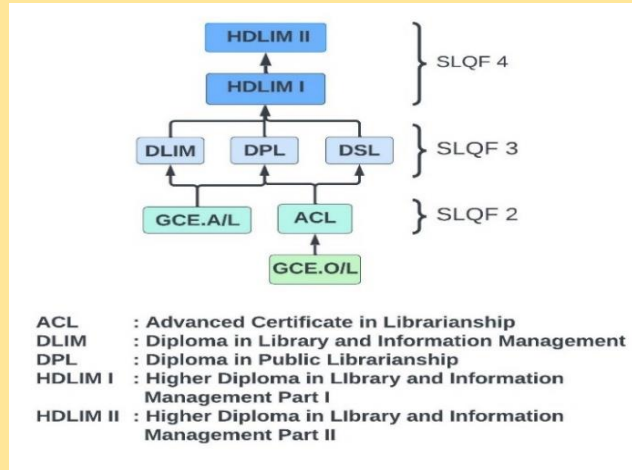 HDLIM II
SLQF 4
HDLIM I
DLIM DPL DSL SLQF 3
GCE.A/L ACL SLQF 2
GCE.O/L
ACL : Advanced Certificate in Librarianship
DLIM : Diploma in Library and Information Management
DPL : Diploma in Public Librarianship
HDLIM I : Higher Diploma in LIbrary and Information
Management Part I
HDLIM II : Higher Diploma in LIbrary and Information
Management Part II